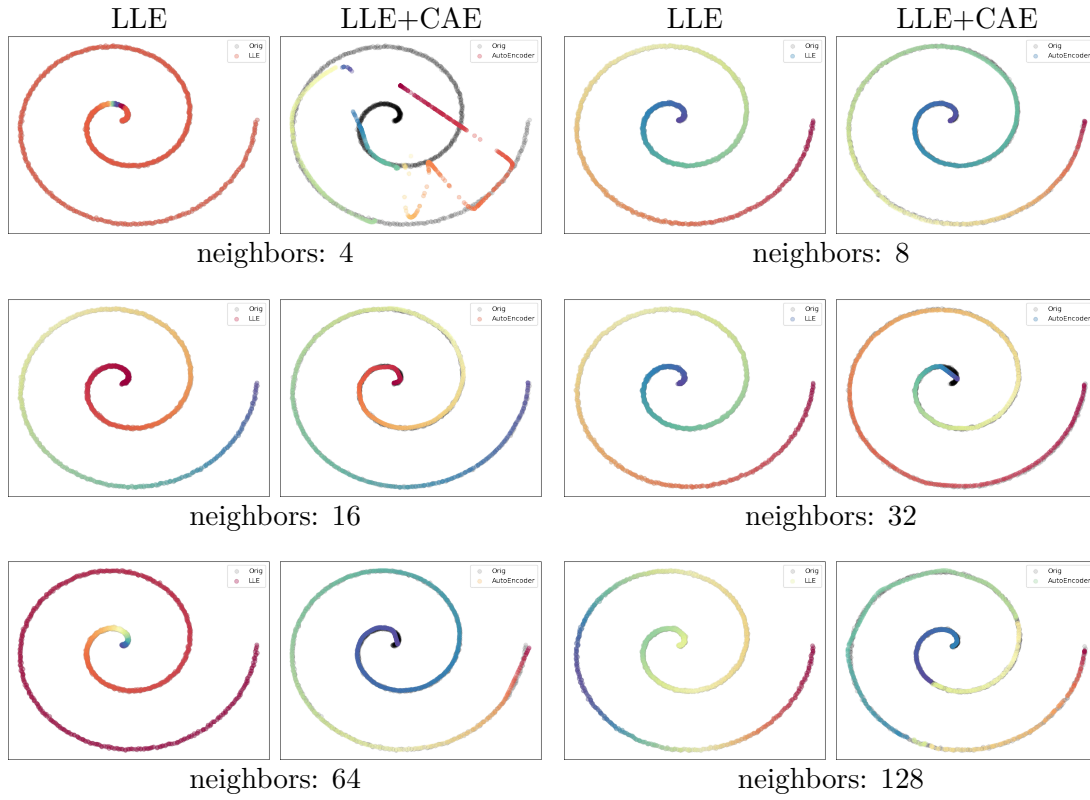 LLE LLE+CAE LLE LLE+CAE
Orig
LLE
Orig
AutoEncoder
Orig
LLE
Orig
AutoEncoder
neighbors: 4 neighbors: 8
Orig
LLE
Orig
AutoEncoder
Orig
LLE
Orig
AutoEncoder
neighbors: 16 neighbors: 32
Orig
LLE
Orig
AutoEncoder
Orig
LLE
Orig
AutoEncoder
neighbors: 64 neighbors: 128